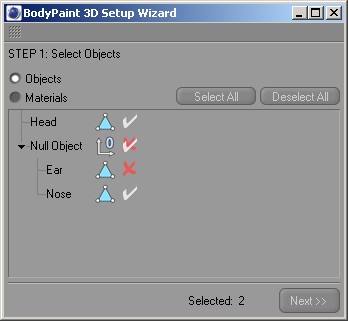 BodyPaint 3D Setup Wizard
STEP 1: Select Objects
Objects
Materials
Select All
Deselect All
Head
Null Object
0
Ear
Nose
Selected: 2
Next >>